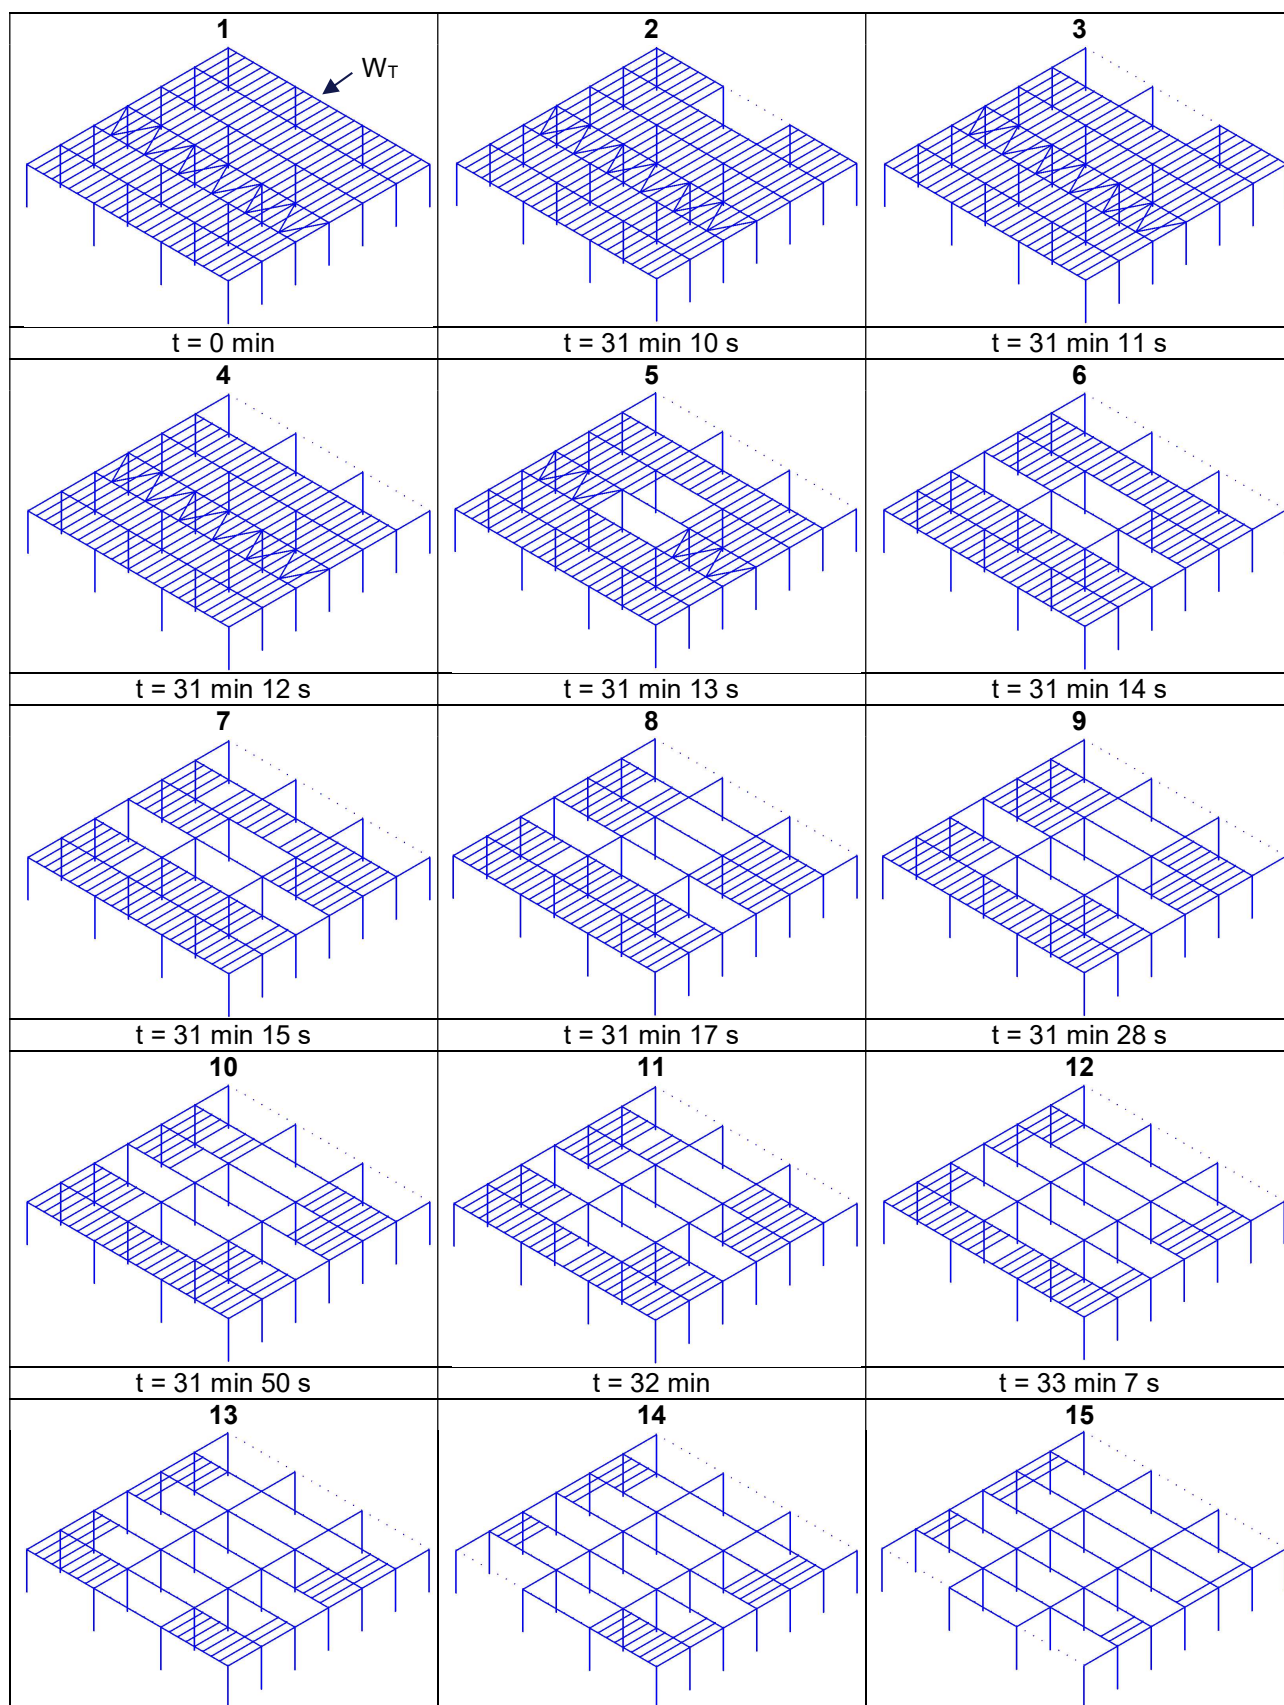 1 2 3
W_T
t = 0 min t = 31 min 10 s t = 31 min 11 s
4 5 6
t = 31 min 12 s t = 31 min 13 s t = 31 min 14 s
7 8 9
t = 31 min 15 s t = 31 min 17 s t = 31 min 28 s
10 11 12
t = 31 min 50 s t = 32 min t = 33 min 7 s
13 14 15